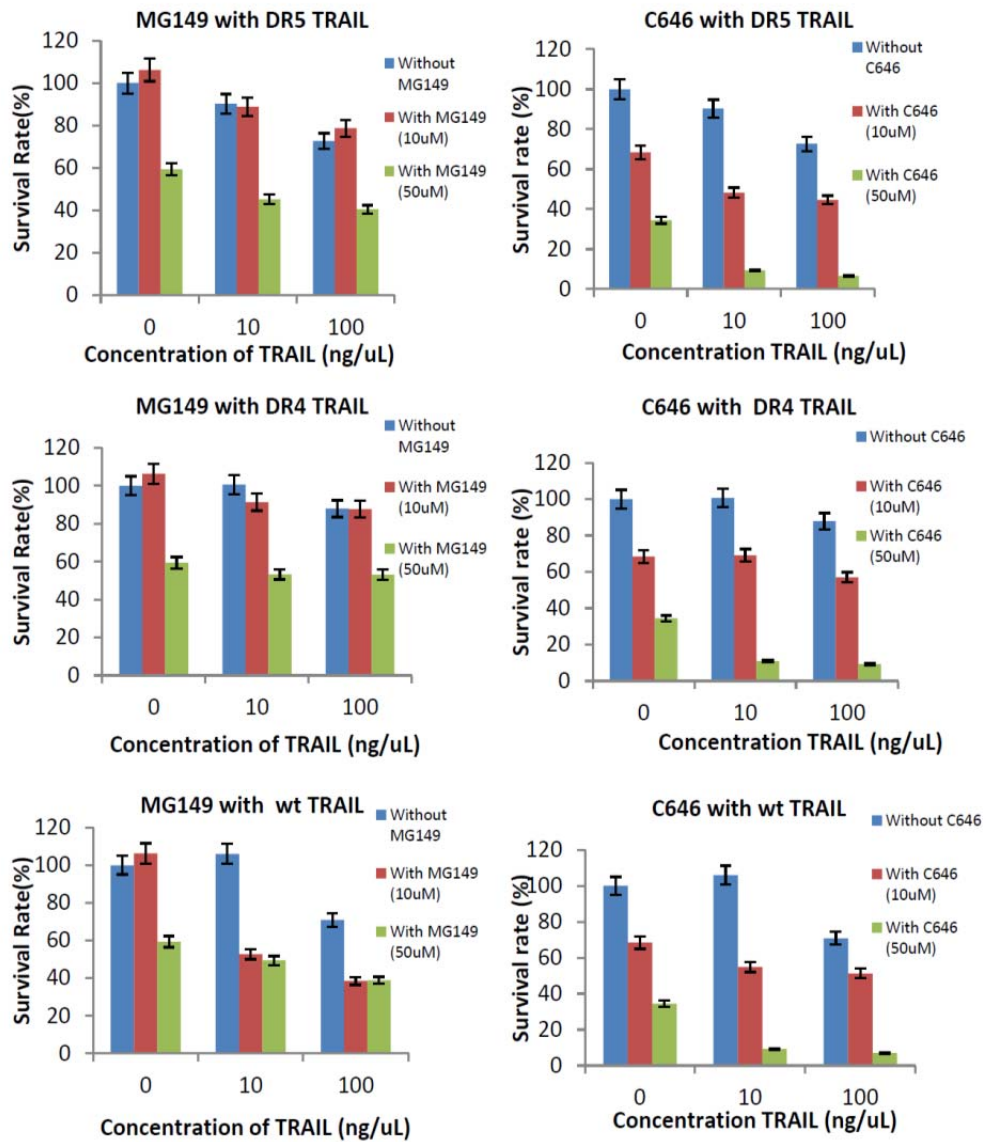 MG149 with DR5 TRAIL
Survival Rate(%)
120
100
80
60
40
20
0
0 10 100
Concentration of TRAIL (ng/uL)
Without
MG149
With MG149
(10uM)
With MG149
(50uM)
C646 with DR5 TRAIL
Survival rate (%)
120
100
80
60
40
20
0
0 10 100
Concentration TRAIL (ng/uL)
Without
C646
With C646
(10uM)
With C646
(50uM)
MG149 with DR4 TRAIL
Survival Rate(%)
120
100
80
60
40
20
0
0 10 100
Concentration of TRAIL (ng/uL)
Without
MG149
With MG149
(10uM)
With MG149
(50uM)
C646 with DR4 TRAIL
Survival rate (%)
120
100
80
60
40
20
0
0 10 100
Concentration TRAIL (ng/uL)
Without C646
With C646
(10uM)
With C646
(50uM)
MG149 with wt TRAIL
Survival Rate(%)
120
100
80
60
40
20
0
0 10 100
Concentration of TRAIL (ng/uL)
Without
MG149
With MG149
(10uM)
With MG149
(50uM)
C646 with wt TRAIL
Survival rate (%)
120
100
80
60
40
20
0
0 10 100
Concentration TRAIL (ng/uL)
Without C646
With C646
(10uM)
With C646
(50uM)